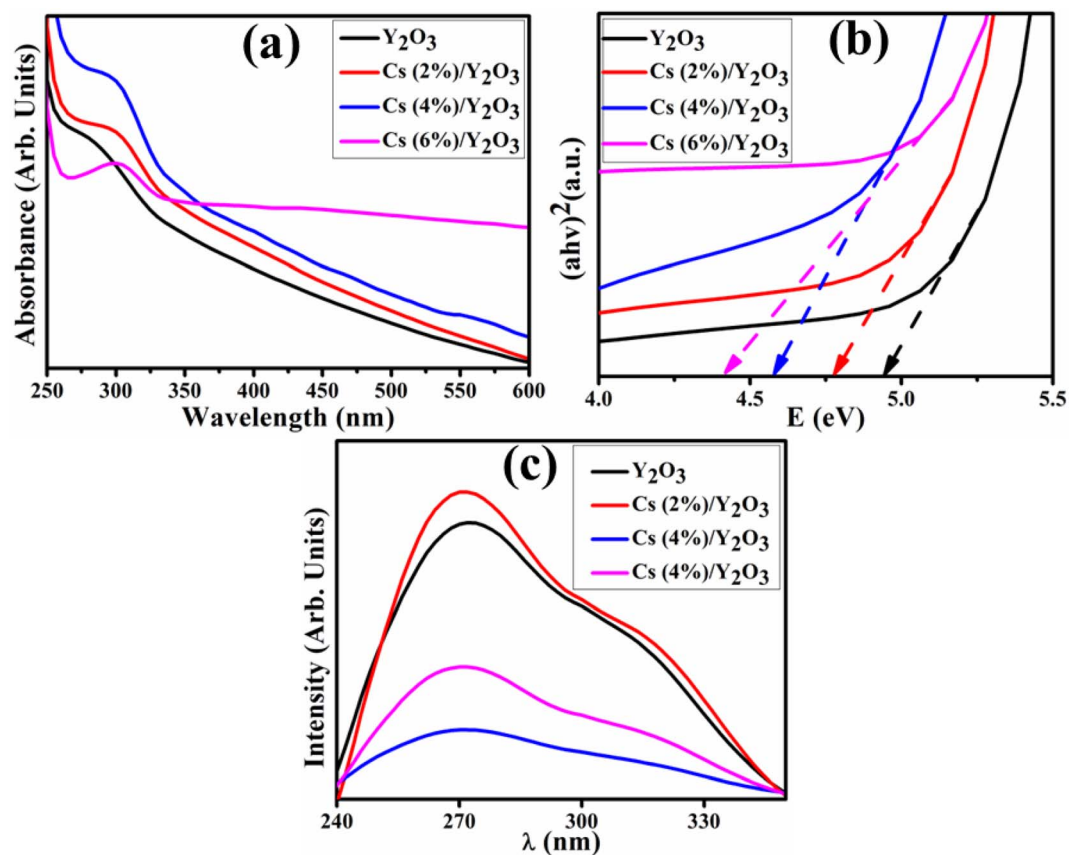 (a)
Y₂O₃
Cs (2%)/Y₂O₃
Cs (4%)/Y₂O₃
Cs (6%)/Y₂O₃
Absorbance (Arb. Units)
250 300 350 400 450 500 550 600
Wavelength (nm)
(b)
Y₂O₃
Cs (2%)/Y₂O₃
Cs (4%)/Y₂O₃
Cs (6%)/Y₂O₃
(ahv)²(a.u.)
4.0 4.5 5.0 5.5
E (eV)
(c)
Y₂O₃
Cs (2%)/Y₂O₃
Cs (4%)/Y₂O₃
Cs (4%)/Y₂O₃
Intensity (Arb. Units)
240 270 300 330
λ (nm)